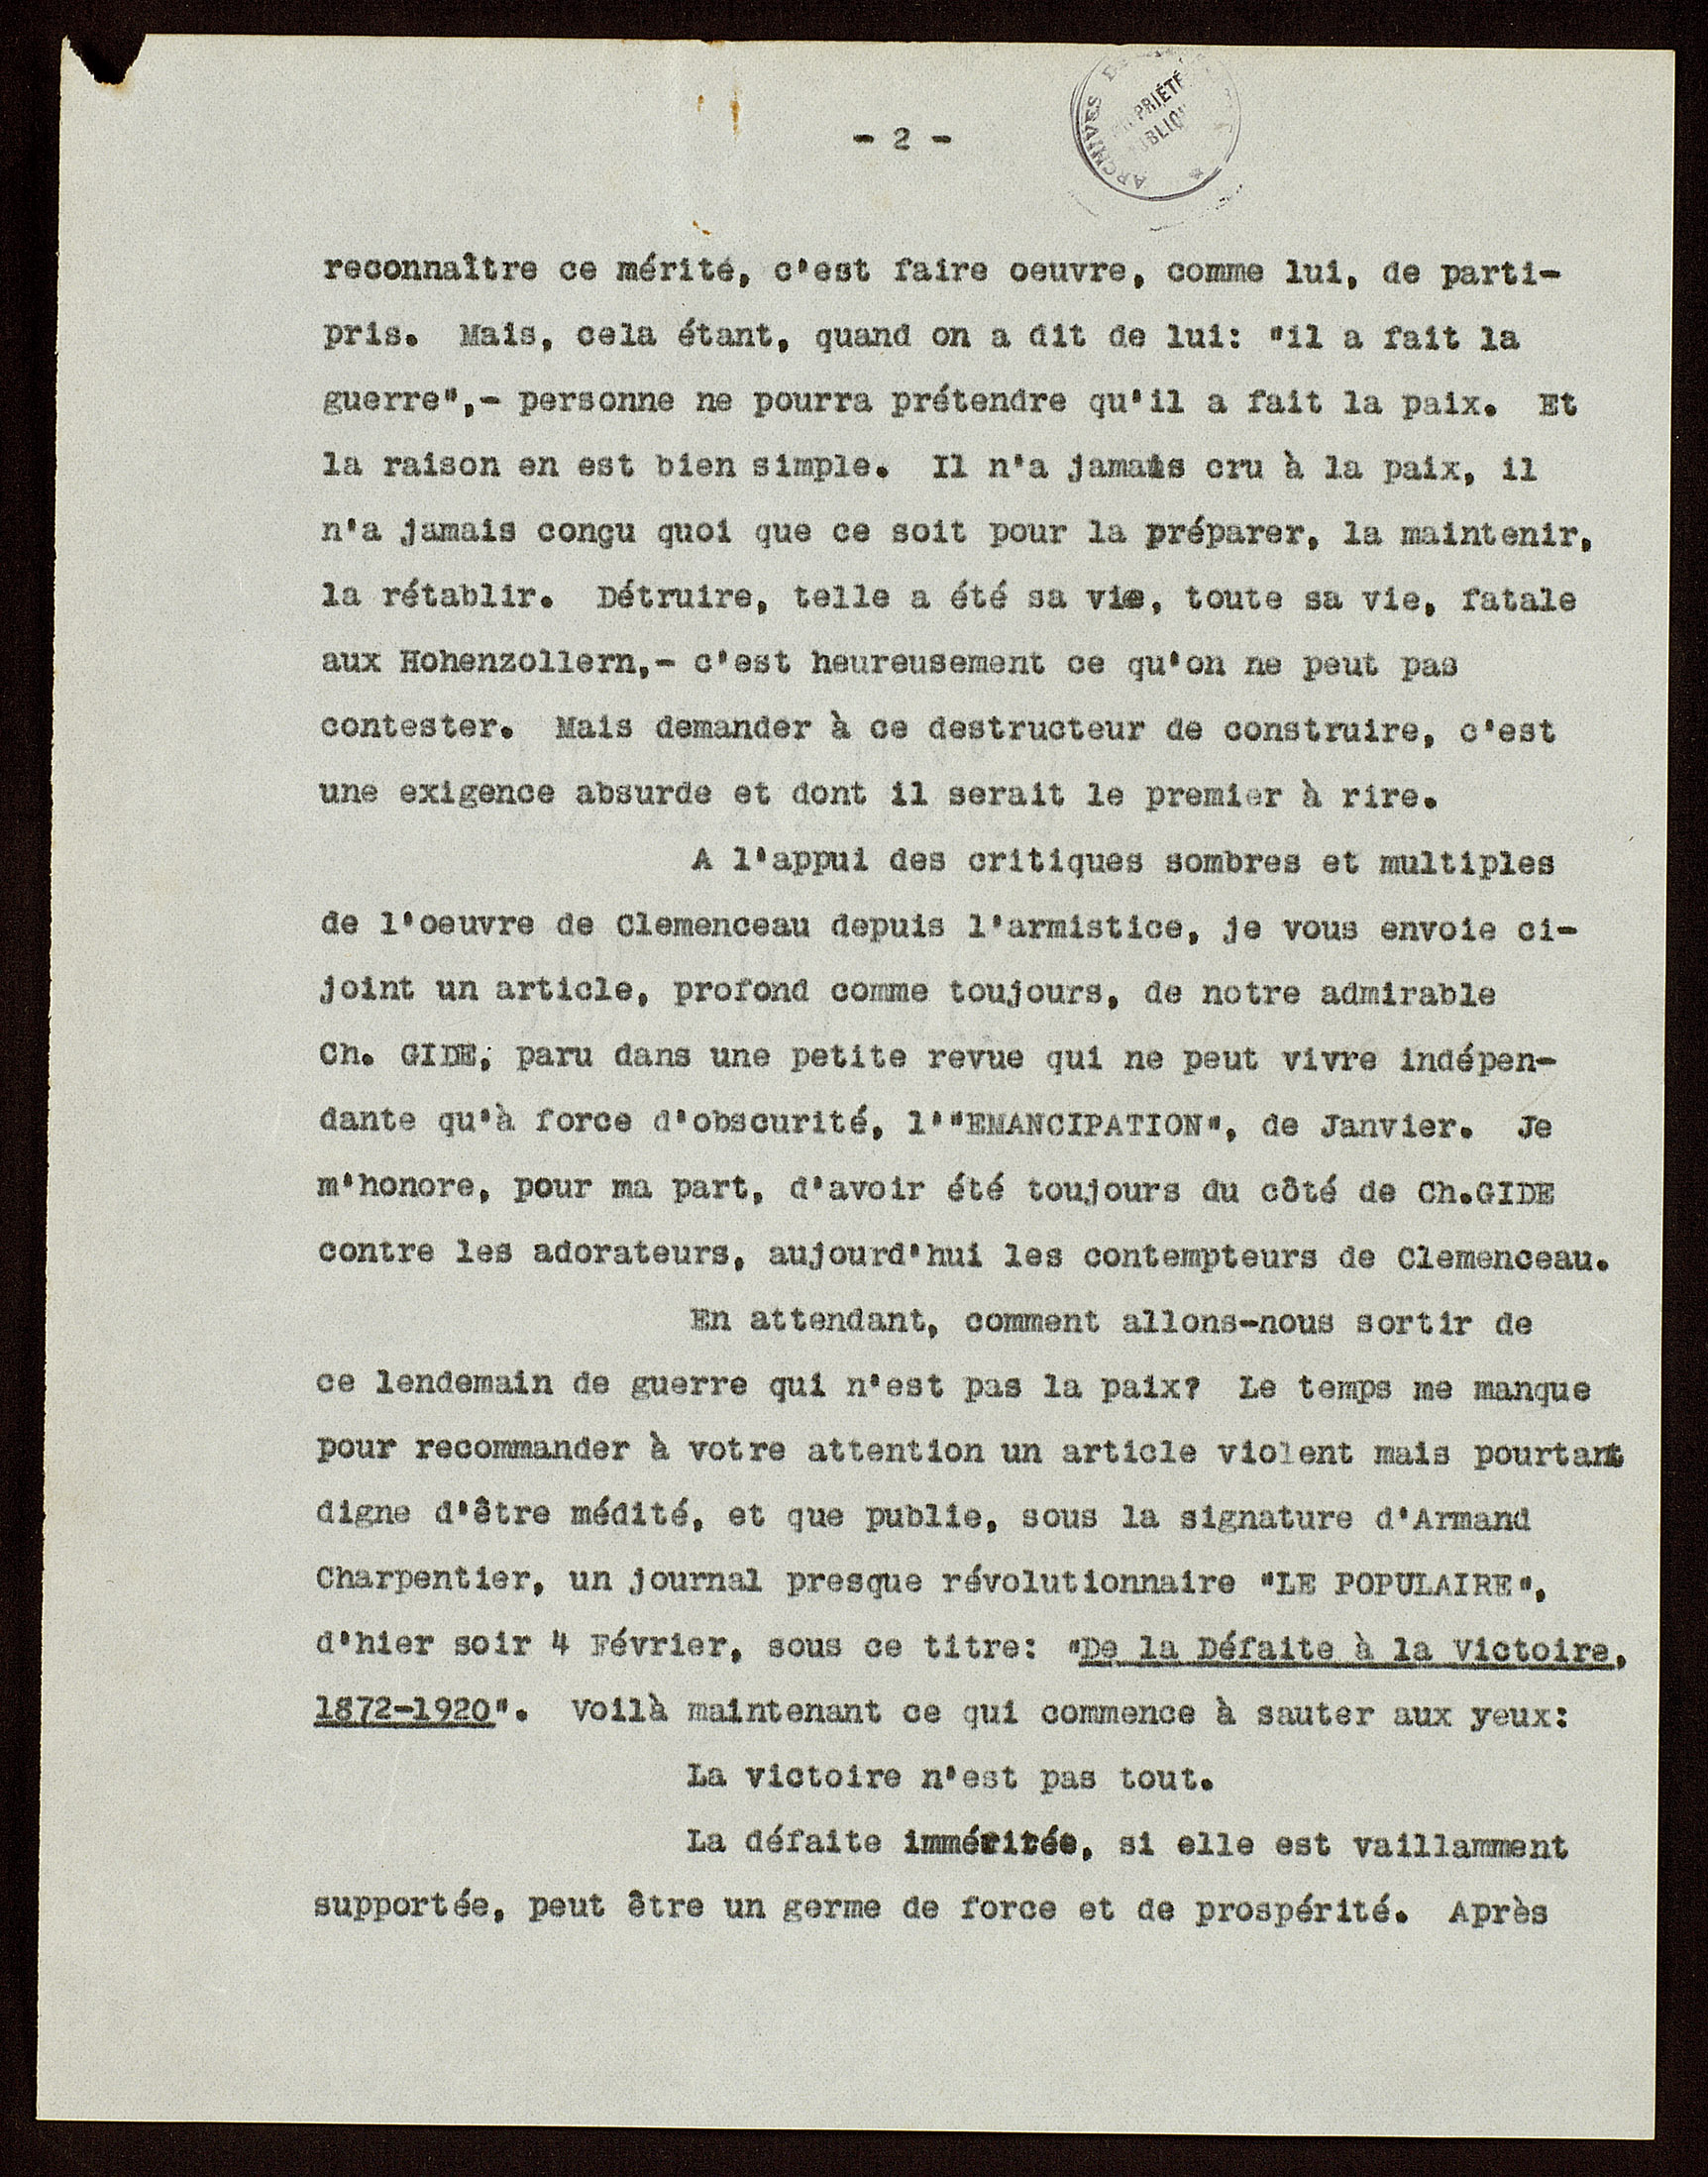 - 2 -
ARCHIVES
PROPRIÉTÉ
PUBLIQUE
reconnaître ce mérite, c'est faire oeuvre, comme lui, de parti-
pris. Mais, cela étant, quand on a dit de lui: "il a fait la
guerre",- personne ne pourra prétendre qu'il a fait la paix. Et
la raison en est bien simple. Il n'a jamais cru à la paix, il
n'a jamais conçu quoi que ce soit pour la préparer, la maintenir,
la rétablir. Détruire, telle a été sa vie, toute sa vie, fatale
aux Hohenzollern,- c'est heureusement ce qu'on ne peut pas
contester. Mais demander à ce destructeur de construire, c'est
une exigence absurde et dont il serait le premier à rire.
A l'appui des critiques sombres et multiples
de l'oeuvre de Clemenceau depuis l'armistice, je vous envoie ci-
joint un article, profond comme toujours, de notre admirable
Ch. GIDE, paru dans une petite revue qui ne peut vivre indépen-
dante qu'à force d'obscurité, l'"EMANCIPATION", de Janvier. Je
m'honore, pour ma part, d'avoir été toujours du côté de Ch.GIDE
contre les adorateurs, aujourd'hui les contempteurs de Clemenceau.
En attendant, comment allons-nous sortir de
ce lendemain de guerre qui n'est pas la paix? Le temps me manque
pour recommander à votre attention un article violent mais pourtant
digne d'être médité, et que publie, sous la signature d'Armand
Charpentier, un journal presque révolutionnaire "LE POPULAIRE",
d'hier soir 4 Février, sous ce titre: "De la Défaite à la Victoire,
1872-1920". Voilà maintenant ce qui commence à sauter aux yeux:
La victoire n'est pas tout.
La défaite imméritée, si elle est vaillamment
supportée, peut être un germe de force et de prospérité. Après